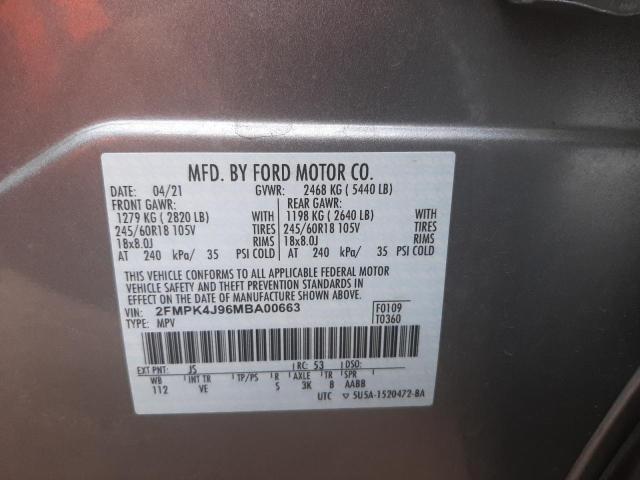 MFD. BY FORD MOTOR CO.
DATE: 04/21 GVWR: 2468 KG (5440 LB)
FRONT GAWR: REAR GAWR:
1279 KG (2820 LB) WITH 1198 KG (2640 LB) WITH
245/60R18 105V TIRES 245/60R18 105V TIRES
18x8.0J RIMS 18x8.0J RIMS
AT 240 kPa/ 35 PSI COLD AT 240 kPa/ 35 PSI COLD
THIS VEHICLE CONFORMS TO ALL APPLICABLE FEDERAL MOTOR
VEHICLE SAFETY AND THEFT PREVENTION STANDARDS IN
EFFECT ON THE DATE OF MANUFACTURE SHOWN ABOVE.
VIN: 2FMPK4J96MBA00663 F0109
TYPE: MPV T0360
EXT PNT: JS RC: 53 DSO:
WB INT TR TP/PS R AXLE TR SPR
112 VE S 3K B AABB
UTC ▽ 5U5A-1520472-BA